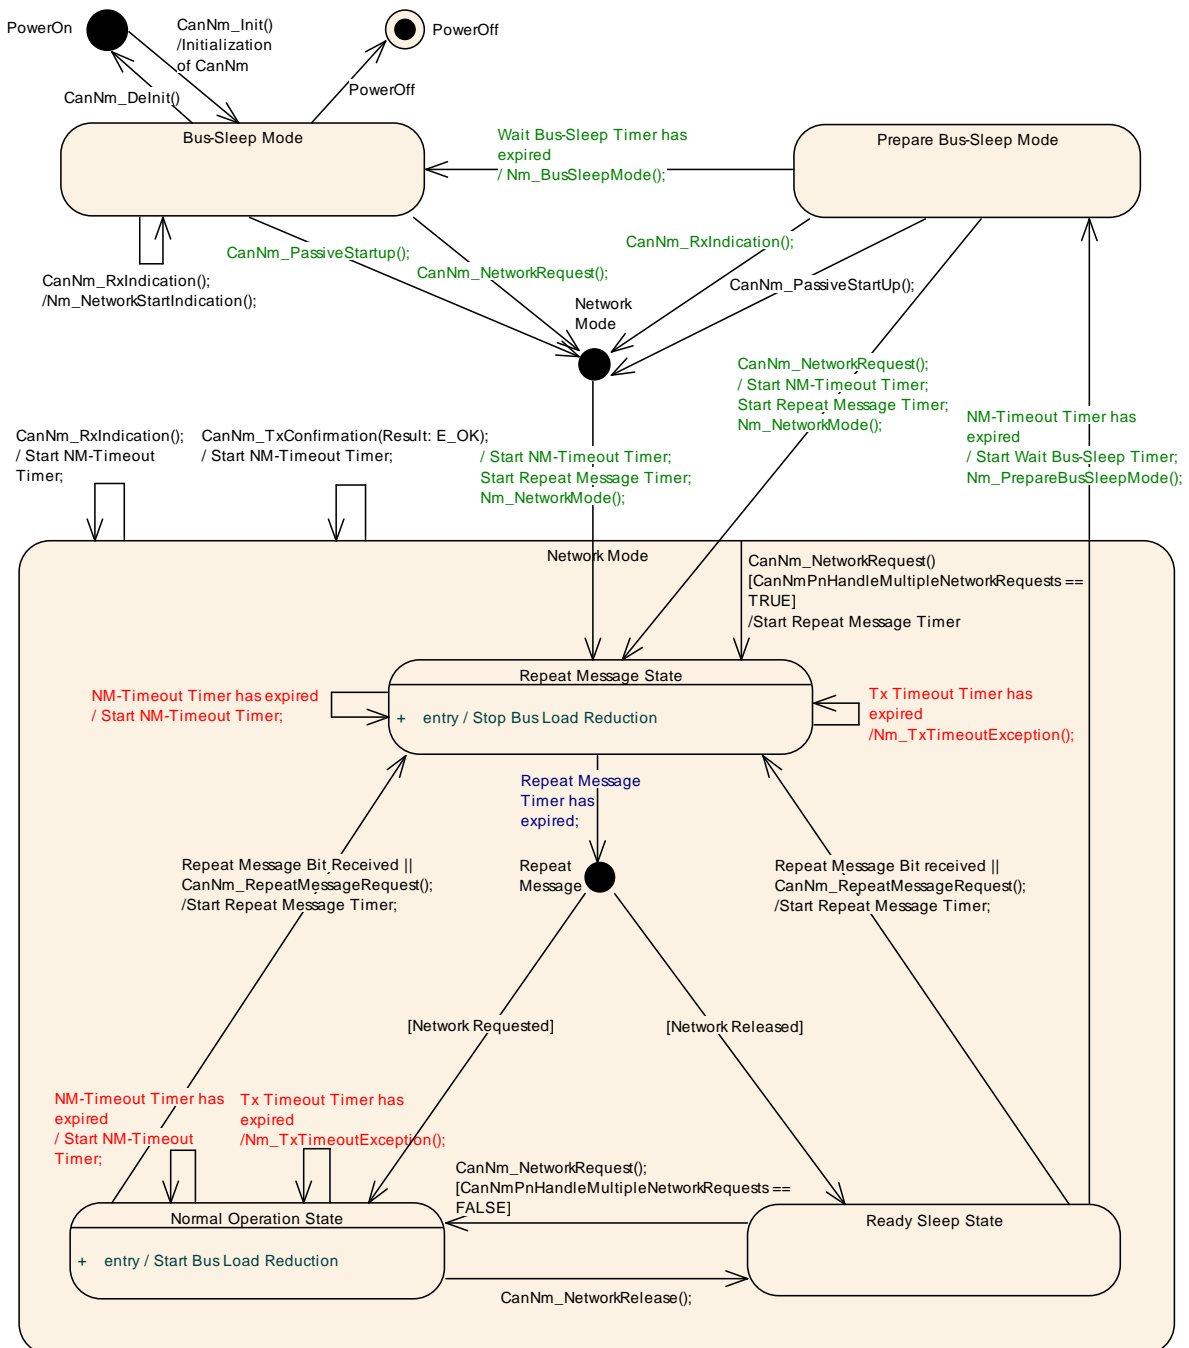 PowerOn
CanNm_Init()
/Initialization
of CanNm
PowerOff
CanNm_DeInit()
PowerOff
Bus-Sleep Mode
Wait Bus-Sleep Timer has
expired
/ Nm_BusSleepMode();
Prepare Bus-Sleep Mode
CanNm_RxIndication();
/Nm_NetworkStartIndication();
CanNm_PassiveStartup();
CanNm_NetworkRequest();
CanNm_RxIndication();
CanNm_PassiveStartUp();
Network
Mode
CanNm_NetworkRequest();
/ Start NM-Timeout Timer;
Start Repeat Message Timer;
Nm_NetworkMode();
NM-Timeout Timer has
expired
/ Start Wait Bus-Sleep Timer;
Nm_PrepareBusSleepMode();
CanNm_RxIndication();
/ Start NM-Timeout
Timer;
CanNm_TxConfirmation(Result: E_OK);
/ Start NM-Timeout Timer;
/ Start NM-Timeout Timer;
Start Repeat Message Timer;
Nm_NetworkMode();
Network Mode
CanNm_NetworkRequest()
[CanNmPnHandleMultipleNetworkRequests ==
TRUE]
/Start Repeat Message Timer
Repeat Message State
+ entry / Stop Bus Load Reduction
NM-Timeout Timer has expired
/ Start NM-Timeout Timer;
Tx Timeout Timer has
expired
/Nm_TxTimeoutException();
Repeat Message
Timer has
expired;
Repeat Message Bit Received ||
CanNm_RepeatMessageRequest();
/Start Repeat Message Timer;
Repeat
Message
Repeat Message Bit received ||
CanNm_RepeatMessageRequest();
/Start Repeat Message Timer;
[Network Requested]
[Network Released]
NM-Timeout Timer has
expired
/ Start NM-Timeout
Timer;
Tx Timeout Timer has
expired
/Nm_TxTimeoutException();
CanNm_NetworkRequest();
[CanNmPnHandleMultipleNetworkRequests ==
FALSE]
Normal Operation State
+ entry / Start Bus Load Reduction
Ready Sleep State
CanNm_NetworkRelease();